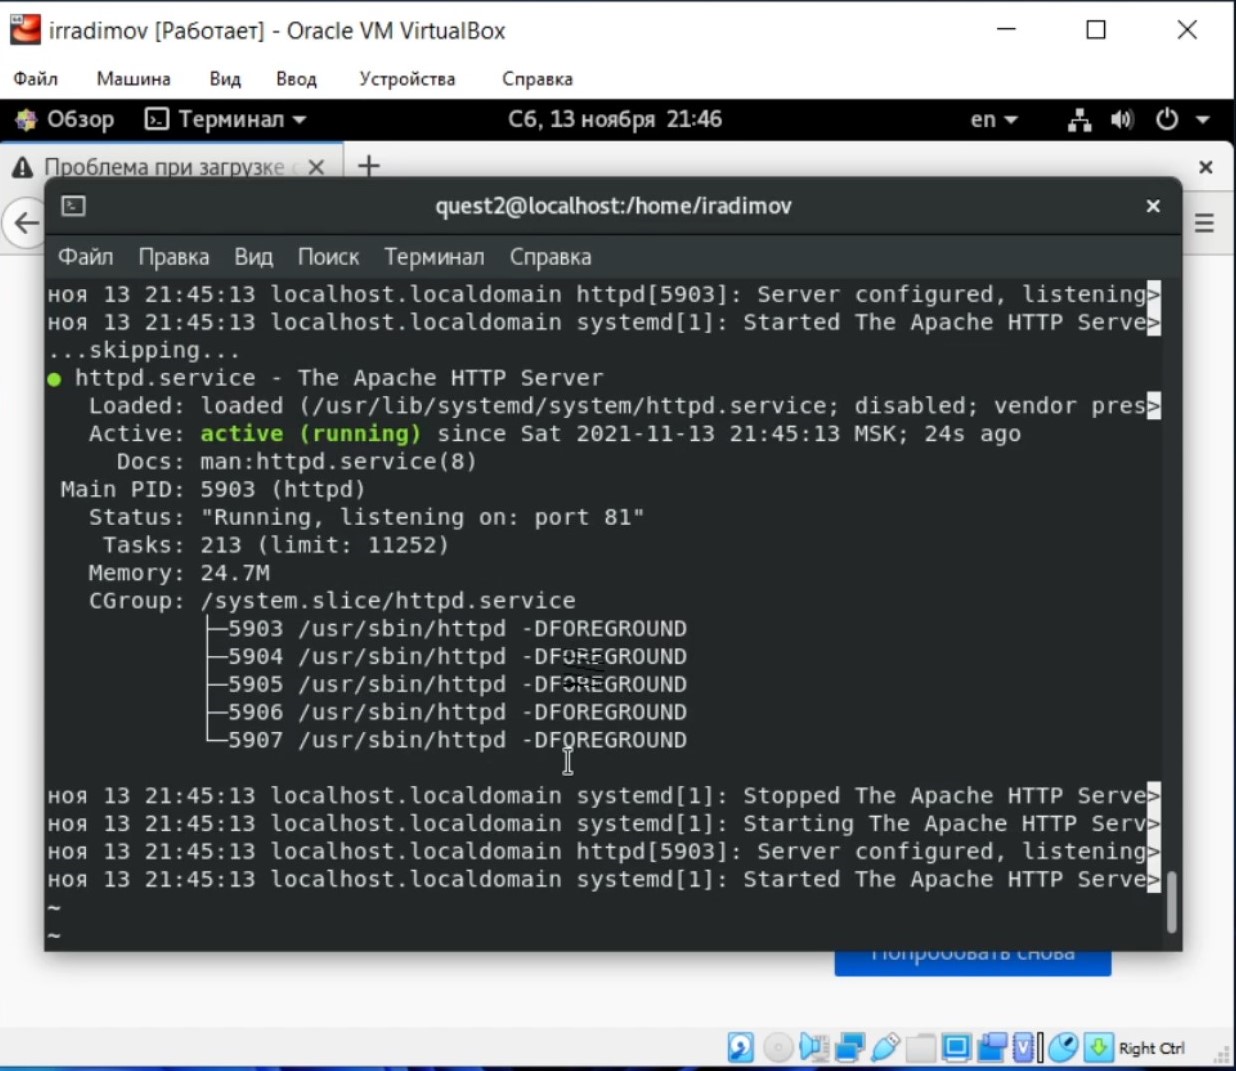 irradimov [Работает] - Oracle VM VirtualBox
Файл Машина Вид Ввод Устройства Справка
Обзор Терминал Сб, 13 ноября 21:46 en
Проблема при загрузке
quest2@localhost:/home/iradimov
Файл Правка Вид Поиск Терминал Справка
ноя 13 21:45:13 localhost.localdomain httpd[5903]: Server configured, listening>
ноя 13 21:45:13 localhost.localdomain systemd[1]: Started The Apache HTTP Serve>
...skipping...
● httpd.service - The Apache HTTP Server
Loaded: loaded (/usr/lib/systemd/system/httpd.service; disabled; vendor pres>
Active: active (running) since Sat 2021-11-13 21:45:13 MSK; 24s ago
Docs: man:httpd.service(8)
Main PID: 5903 (httpd)
Status: "Running, listening on: port 81"
Tasks: 213 (limit: 11252)
Memory: 24.7M
CGroup: /system.slice/httpd.service
├─5903 /usr/sbin/httpd -DFOREGROUND
├─5904 /usr/sbin/httpd -DFOREGROUND
├─5905 /usr/sbin/httpd -DFOREGROUND
├─5906 /usr/sbin/httpd -DFOREGROUND
└─5907 /usr/sbin/httpd -DFOREGROUND
ноя 13 21:45:13 localhost.localdomain systemd[1]: Stopped The Apache HTTP Serve>
ноя 13 21:45:13 localhost.localdomain systemd[1]: Starting The Apache HTTP Serv>
ноя 13 21:45:13 localhost.localdomain httpd[5903]: Server configured, listening>
ноя 13 21:45:13 localhost.localdomain systemd[1]: Started The Apache HTTP Serve>
~
~
Попробовать снова
Right Ctrl